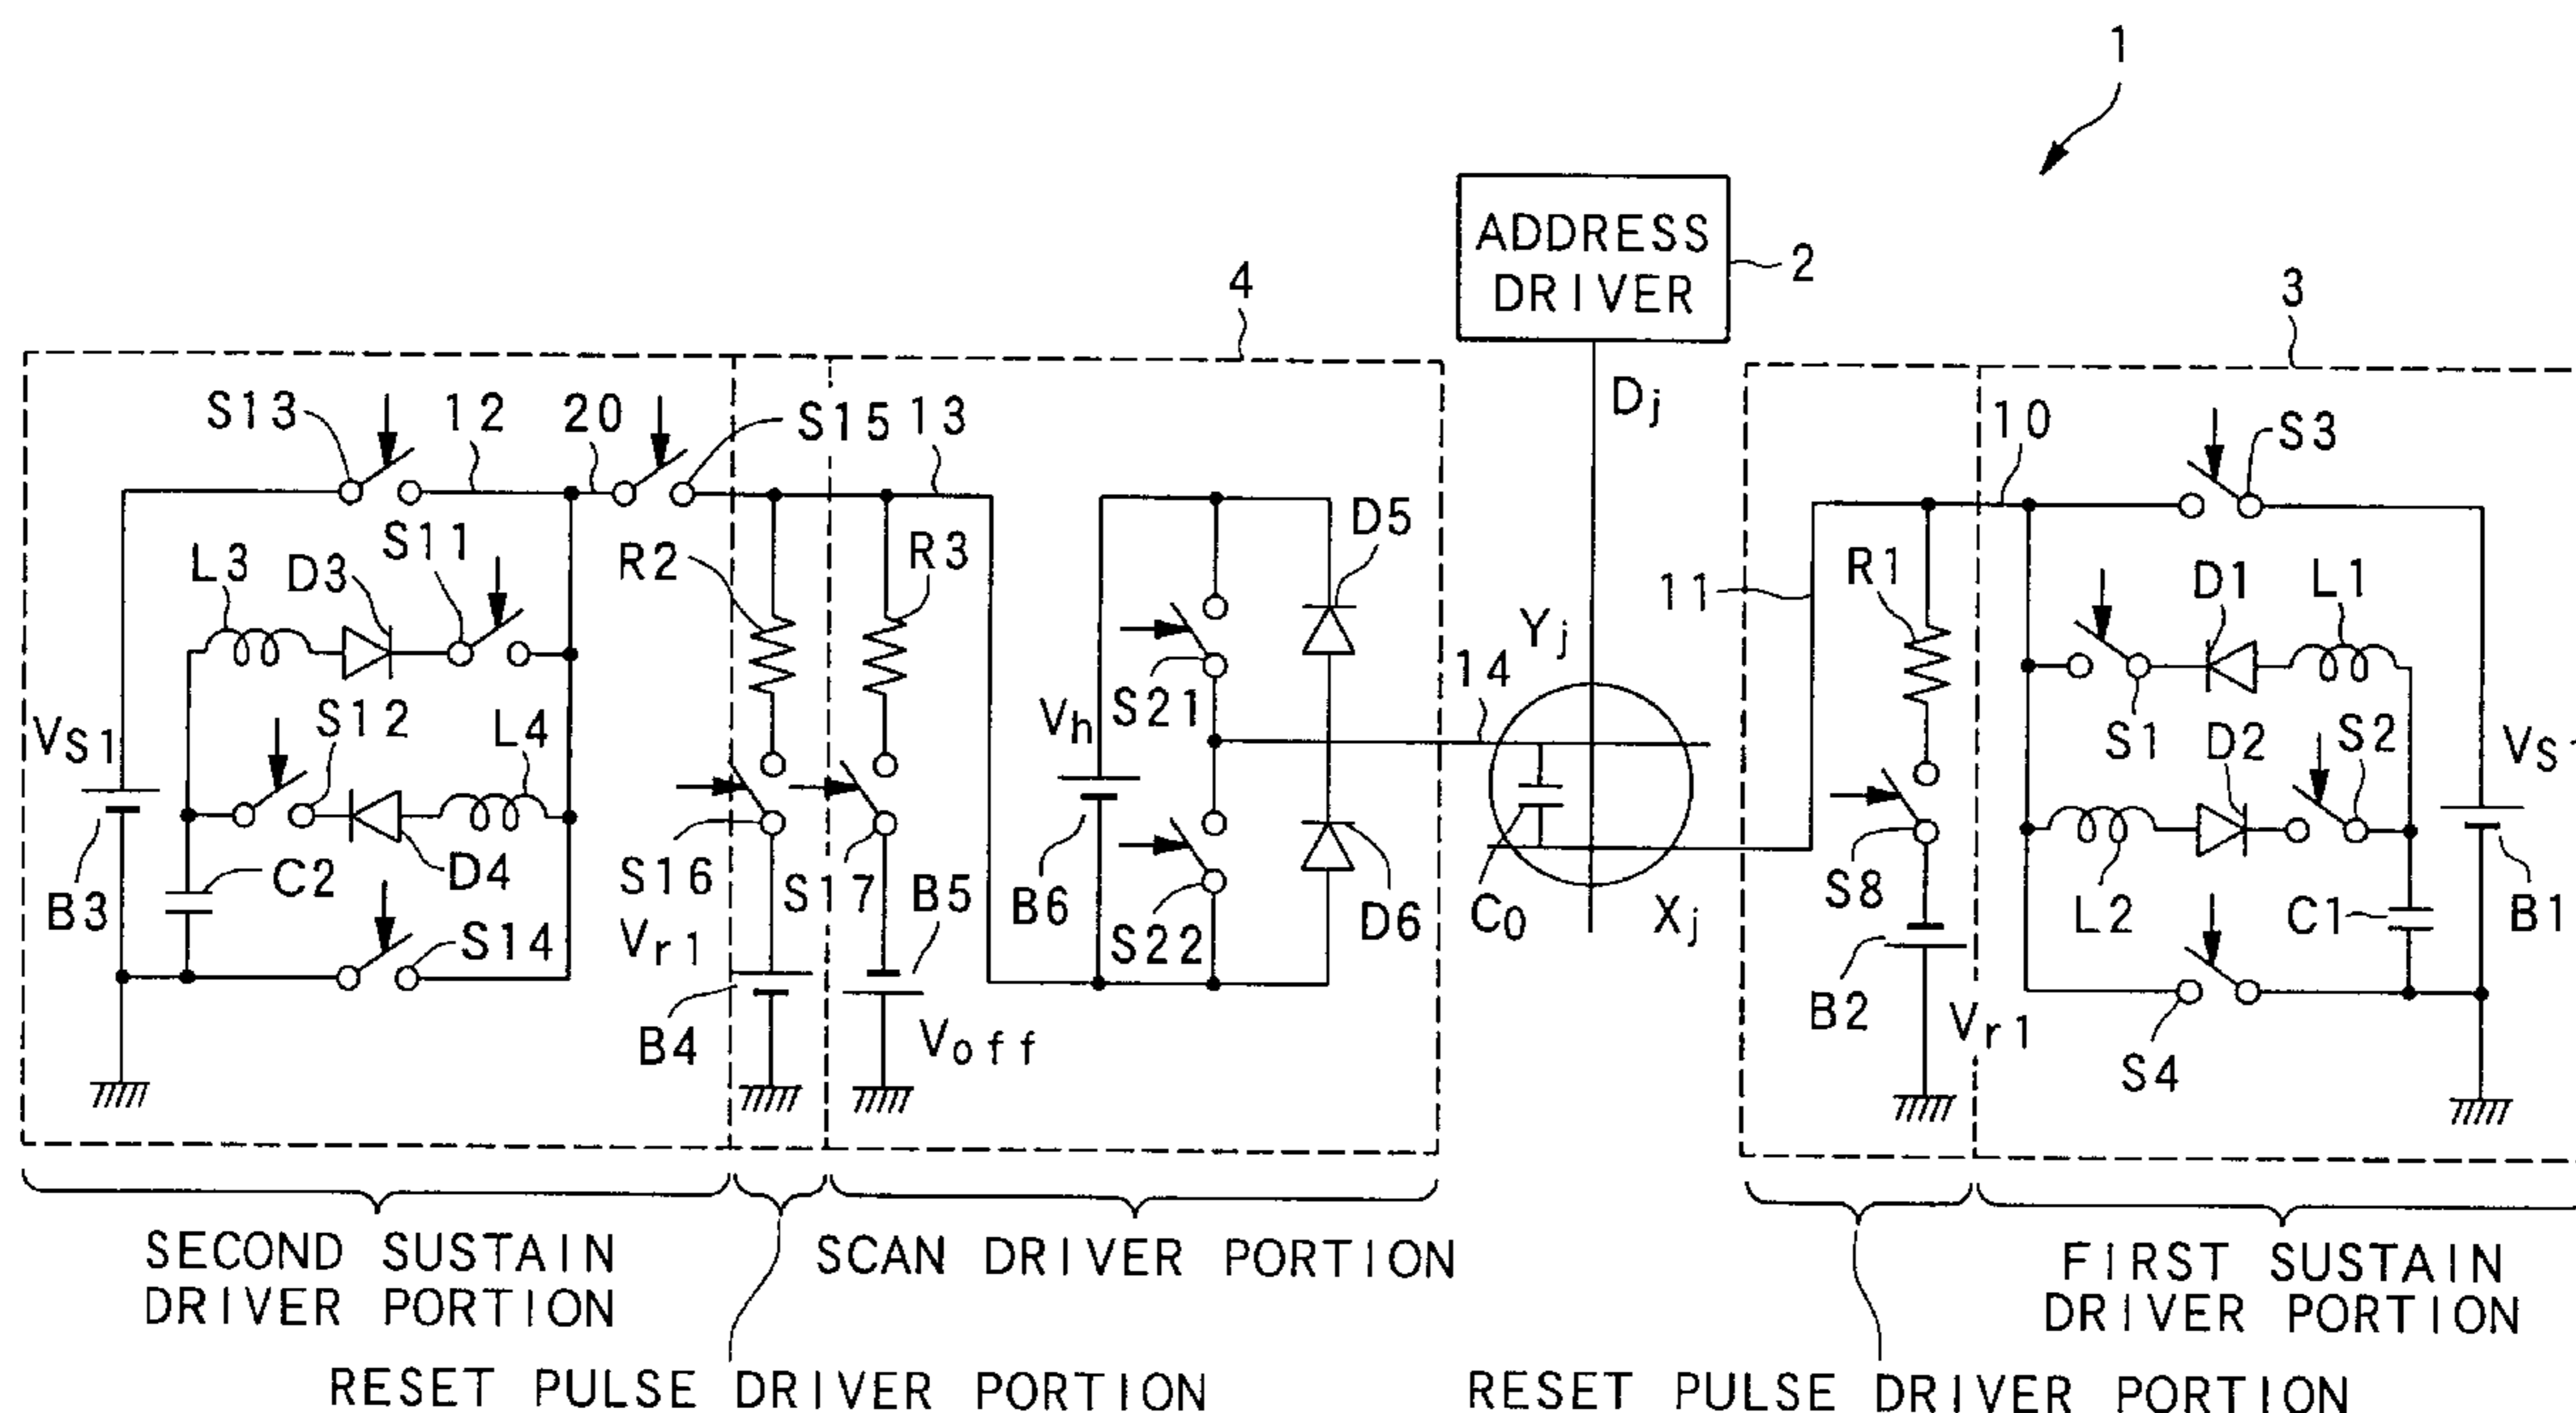 1
ADDRESS
DRIVER
2
4
3
Dj
S13
12
20
S15
13
10
S3
S11
L3
D3
R2
R3
D5
11
R1
D1
L1
Yj
14
S12
L4
VS1
Vh
S21
S1
D2
S2
C2
D4
S16
S17
B5
B6
S22
D6
C0
Xj
S8
L2
C1
B1
B3
S14
Vr1
B4
Voff
B2
Vr1
S4
SECOND SUSTAIN
DRIVER PORTION
SCAN DRIVER PORTION
FIRST SUSTAIN
DRIVER PORTION
RESET PULSE DRIVER PORTION
RESET PULSE DRIVER PORTION